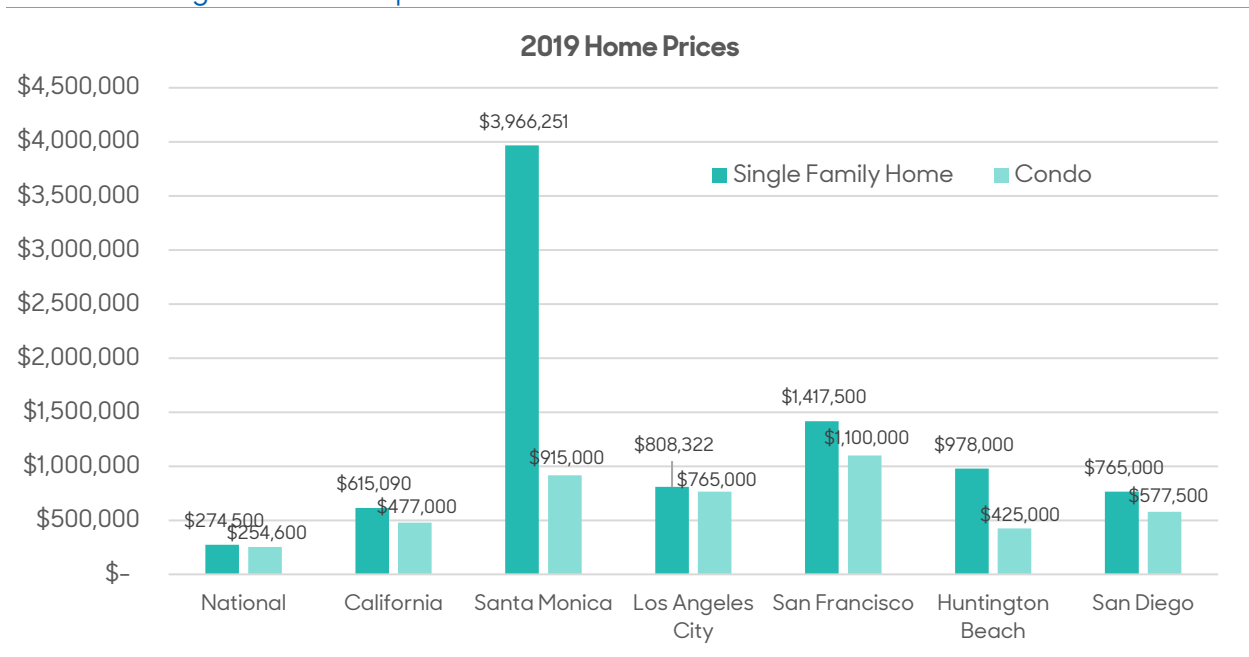 2019 Home Prices
$4,500,000
$4,000,000
$3,500,000
$3,000,000
$2,500,000
$2,000,000
$1,500,000
$1,000,000
$500,000
$-
Single Family Home
Condo
$274,500
$254,600
$615,090
$477,000
$3,966,251
$915,000
$808,322
$765,000
$1,417,500
$1,100,000
$978,000
$425,000
$765,000
$577,500
National
California
Santa Monica
Los Angeles
City
San Francisco
Huntington
Beach
San Diego